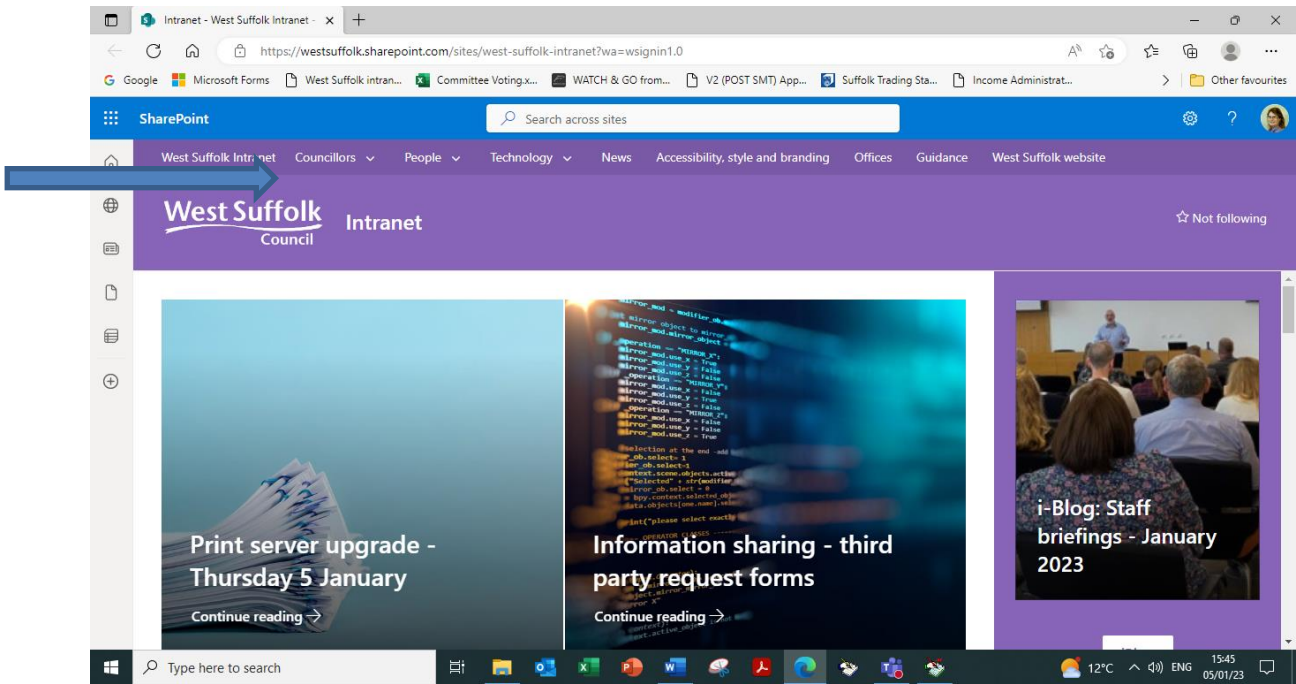 Intranet - West Suffolk Intranet -
https://westsuffolk.sharepoint.com/sites/west-suffolk-intranet?wa=wsignin1.0
Google Microsoft Forms West Suffolk intran... Committee Voting.x... WATCH & GO from... V2 (POST SMT) App... Suffolk Trading Sta... Income Administrat... Other favourites
SharePoint Search across sites
West Suffolk Intranet Councillors People Technology News Accessibility, style and branding Offices Guidance West Suffolk website
West Suffolk
Council
Intranet
Not following
Print server upgrade -
Thursday 5 January
Continue reading →
Information sharing - third
party request forms
Continue reading →
i-Blog: Staff
briefings - January
2023
Type here to search
12°C ENG 15:45
05/01/23